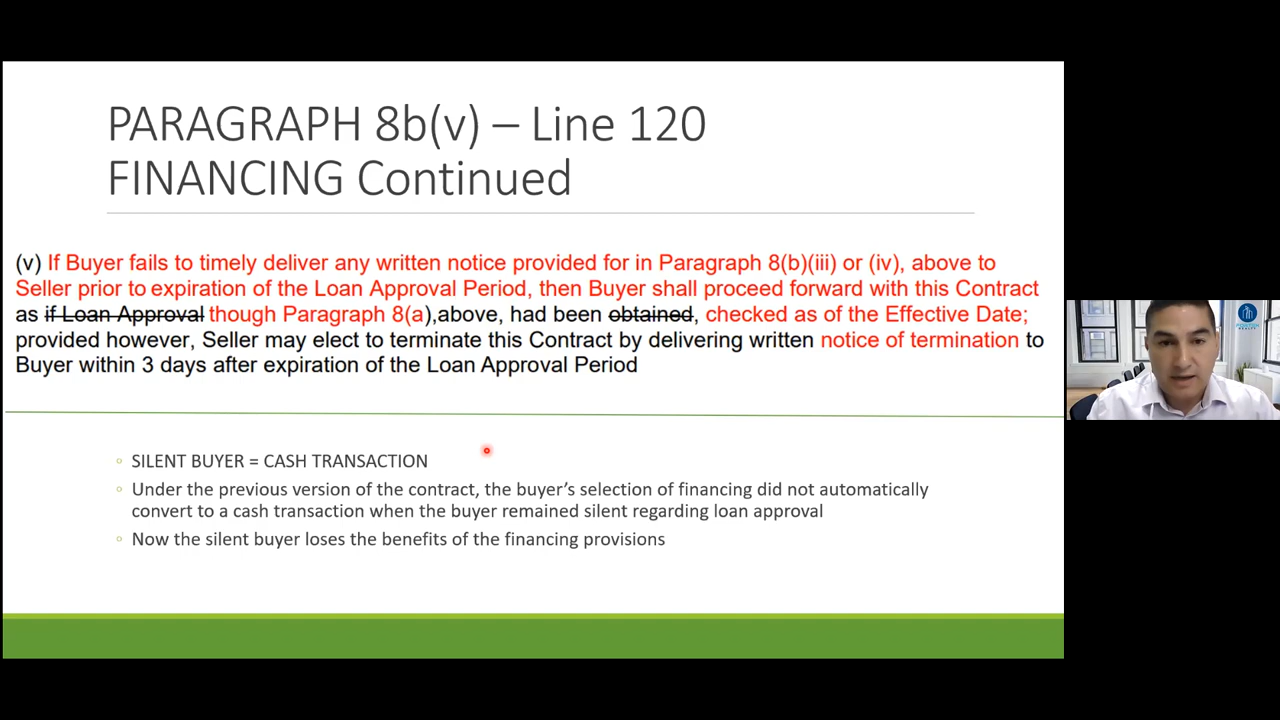 PARAGRAPH 8b(v) – Line 120
FINANCING Continued
(v) If Buyer fails to timely deliver any written notice provided for in Paragraph 8(b)(iii) or (iv), above to
Seller prior to expiration of the Loan Approval Period, then Buyer shall proceed forward with this Contract
as if Loan Approval though Paragraph 8(a),above, had been obtained, checked as of the Effective Date;
provided however, Seller may elect to terminate this Contract by delivering written notice of termination to
Buyer within 3 days after expiration of the Loan Approval Period
SILENT BUYER = CASH TRANSACTION
Under the previous version of the contract, the buyer’s selection of financing did not automatically
convert to a cash transaction when the buyer remained silent regarding loan approval
Now the silent buyer loses the benefits of the financing provisions